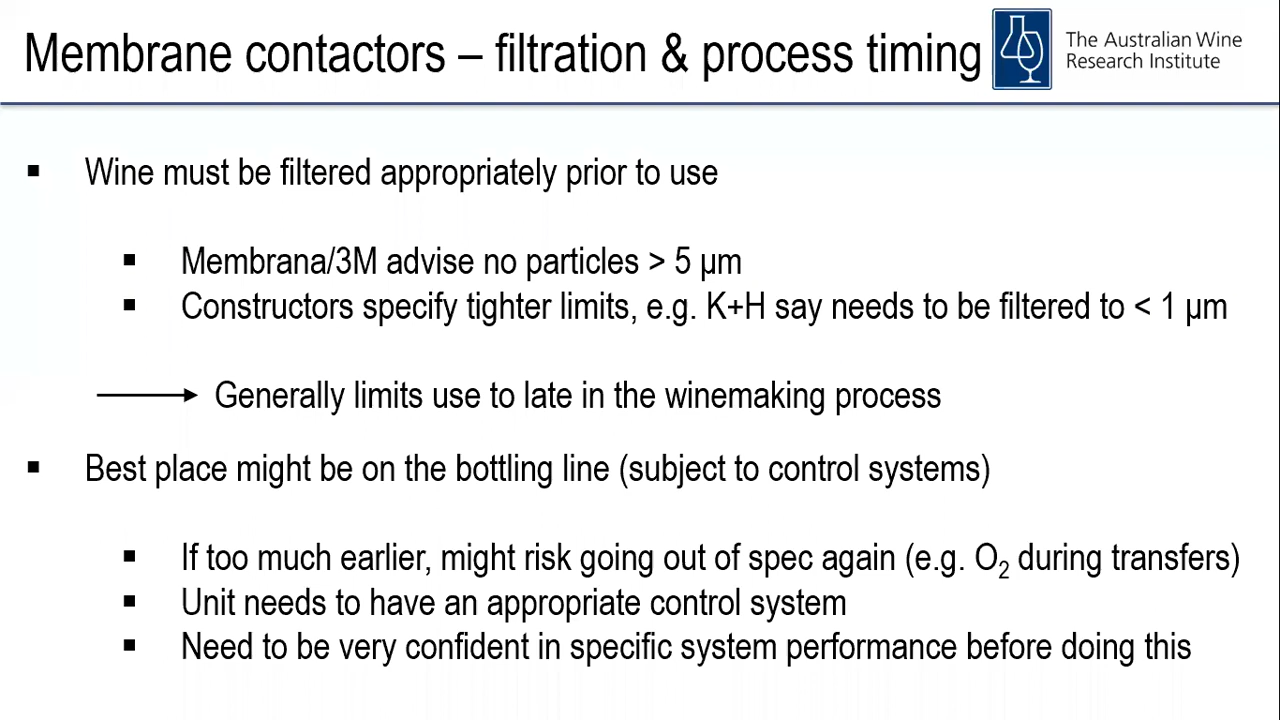 Membrane contactors – filtration & process timing
The Australian Wine
Research Institute
▪ Wine must be filtered appropriately prior to use
▪ Membrana/3M advise no particles > 5 µm
▪ Constructors specify tighter limits, e.g. K+H say needs to be filtered to < 1 µm
→ Generally limits use to late in the winemaking process
▪ Best place might be on the bottling line (subject to control systems)
▪ If too much earlier, might risk going out of spec again (e.g. O₂ during transfers)
▪ Unit needs to have an appropriate control system
▪ Need to be very confident in specific system performance before doing this